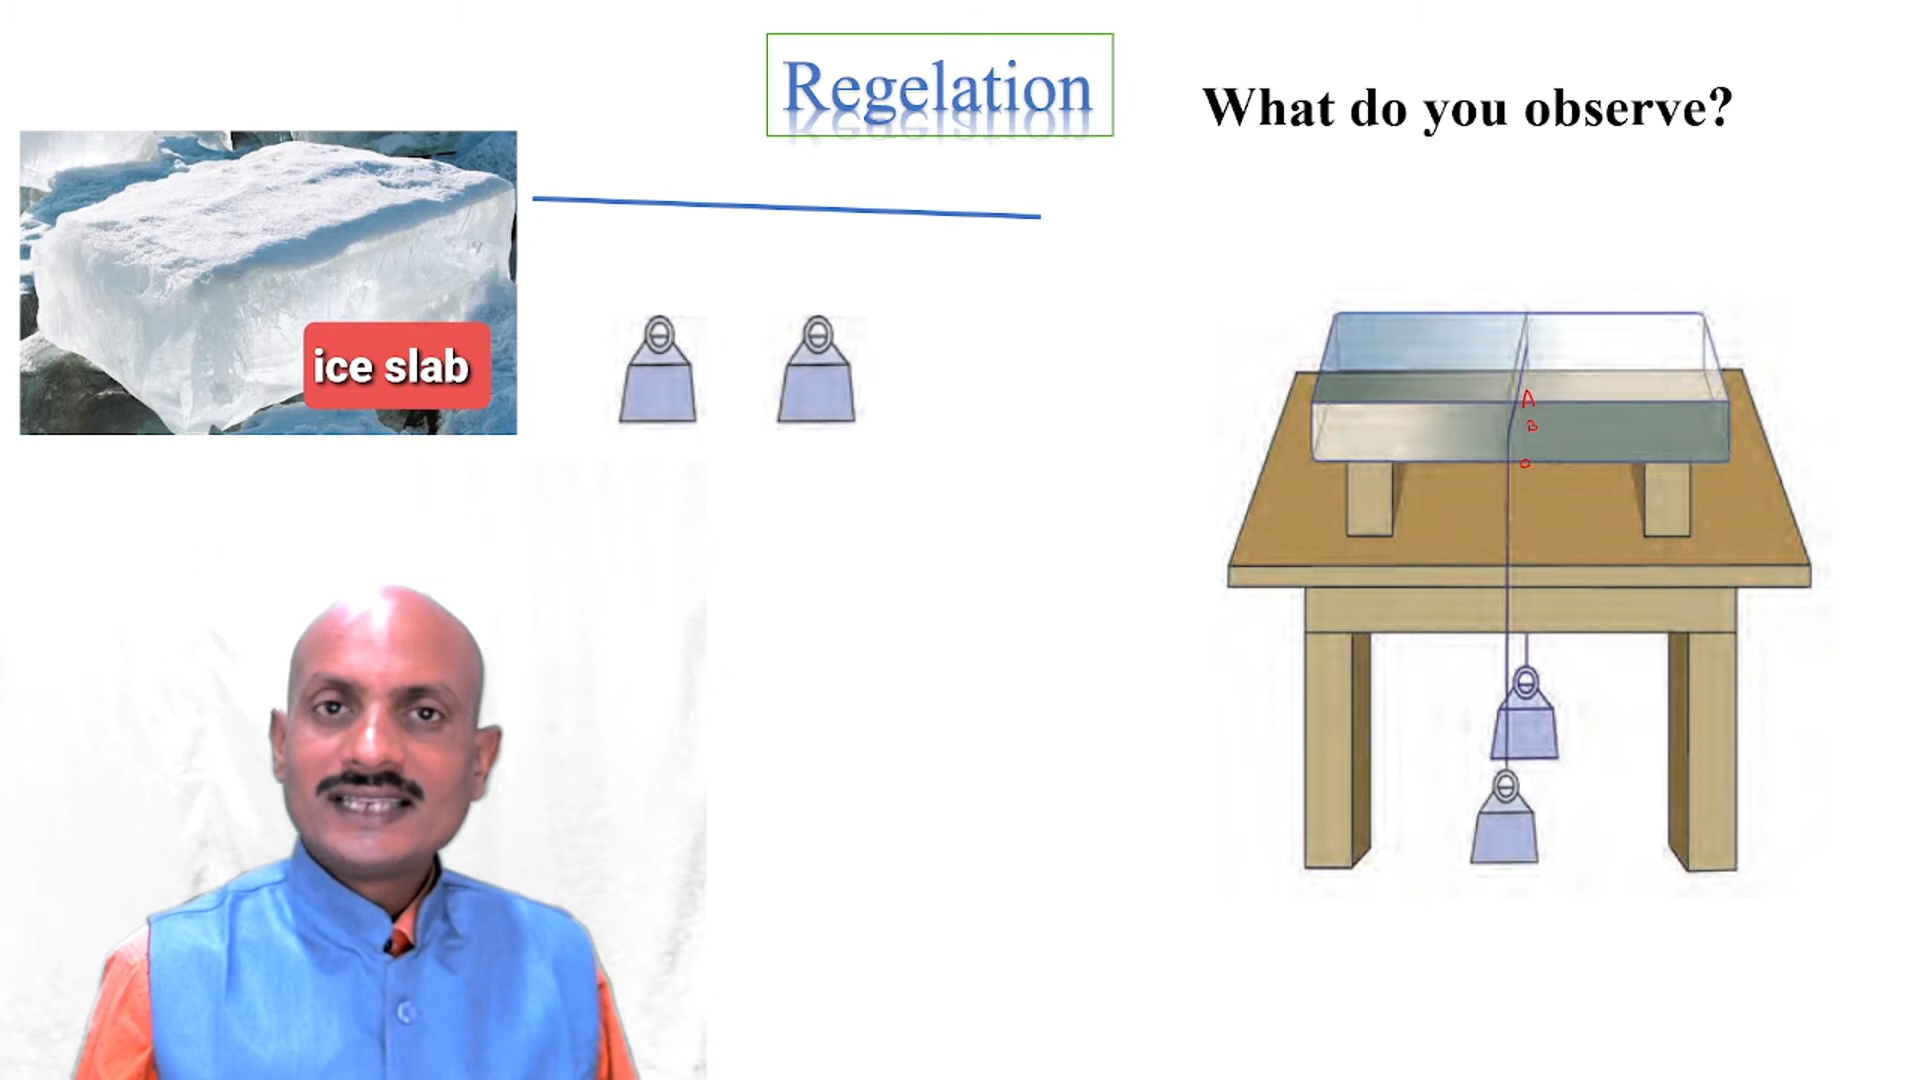 Regelation
What do you observe?
ice slab
A
B